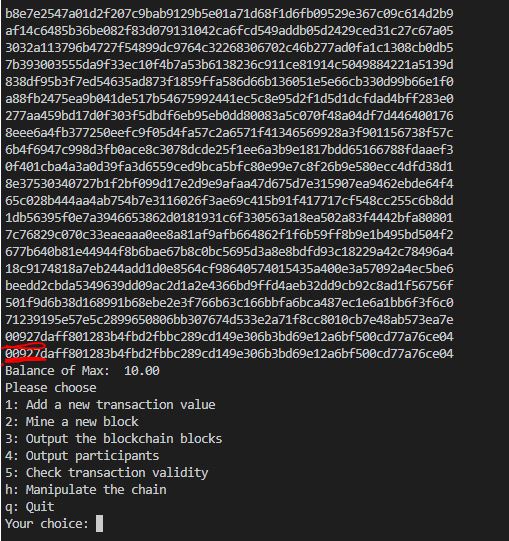 b8e7e2547a01d2f207c9bab9129b5e01a71d68f1d6fb09529e367c09c614d2b9
af14c6485b36be082f83d079131042ca6fcd549addb05d2429ced31c27c67a05
3032a113796b4727f54899dc9764c32268306702c46b277ad0fa1c1308cb0db5
7b393003555da9f33ec10f4b7a53b6138236c911ce81914c5049884221a5139d
838df95b3f7ed54635ad873f1859ffa586d66b136051e5e66cb330d99b66e1f0
a88fb2475ea9b041de517b54675992441ec5c8e95d2f1d5d1dcfdad4bff283e0
277aa459bd17d0f303f5dbdf6eb95eb0dd80083a5c070f48a04df7d446400176
8eee6a4fb377250eefc9f05d4fa57c2a6571f41346569928a3f901156738f57c
6b4f6947c998d3fb0ace8c3078dcde25f1ee6a3b9e1817bdd65166788fdaaef3
0f401cba4a3a0d39fa3d6559ced9bca5bfc80e99e7c8f26b9e580ecc4dfd38d1
8e37530340727b1f2bf099d17e2d9e9afaa47d675d7e315907ea9462ebde64f4
65c028b444aa4ab754b7e3116026f3ae69c415b91f417717cf548cc255c6b8dd
1db56395f0e7a3946653862d0181931c6f330563a18ea502a83f4442bfa80801
7c76829c070c33eaeaaa0ee8a81af9afb664862f1f6b59ff8b9e1b495bd504f2
677b640b81e44944f8b6bae67b8c0bc5695d3a8e8bdfd93c18229a42c78496a4
18c9174818a7eb244add1d0e8564cf98640574015435a400e3a57092a4ec5be6
beedd2cbda5349639dd09ac2d1a2e4366bd9ffd4aeb32dd9cb92c8ad1f56756f
501f9d6b38d168991b68ebe2e3f766b63c166bbfa6bca487ec1e6a1bb6f3f6c0
71239195e57e5c2899650806bb307674d533e2a71f8cc8010cb7e48ab573ea7e
00927daff801283b4fbd2fbbc289cd149e306b3bd69e12a6bf500cd77a76ce04
00927daff801283b4fbd2fbbc289cd149e306b3bd69e12a6bf500cd77a76ce04
Balance of Max:  10.00
Please choose
1: Add a new transaction value
2: Mine a new block
3: Output the blockchain blocks
4: Output participants
5: Check transaction validity
h: Manipulate the chain
q: Quit
Your choice: